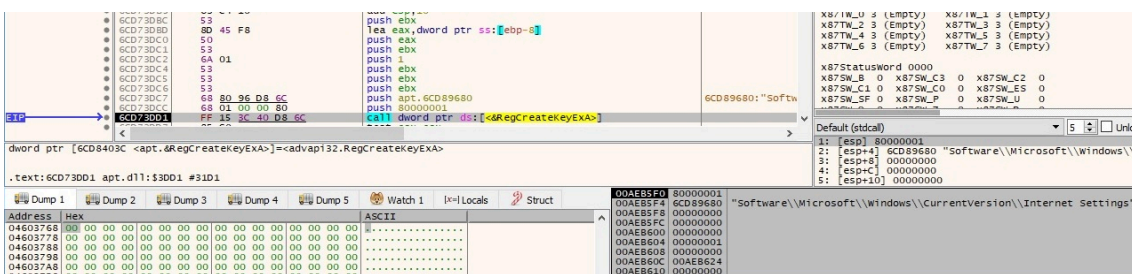 6CD73DBC 53 push ebx
6CD73DBD 8D 45 F8 lea eax,dword ptr ss:[ebp-8]
6CD73DC0 50 push eax
6CD73DC1 53 push ebx
6CD73DC2 6A 01 push 1
6CD73DC4 53 push ebx
6CD73DC5 53 push ebx
6CD73DC6 53 push ebx
6CD73DC7 68 80 96 D8 6C push apt.6CD89680 6CD89680:"Softw
6CD73DCC 68 01 00 00 80 push 80000001
EIP 6CD73DD1 FF 15 3C 40 D8 6C call dword ptr ds:[<&RegCreateKeyExA>]
dword ptr [6CD8403C <apt.&RegCreateKeyExA>]=<advapi32.RegCreateKeyExA>
.text:6CD73DD1 apt.dll:$3DD1 #31D1
x87TW_0 3 (Empty) x87TW_1 3 (Empty)
x87TW_2 3 (Empty) x87TW_3 3 (Empty)
x87TW_4 3 (Empty) x87TW_5 3 (Empty)
x87TW_6 3 (Empty) x87TW_7 3 (Empty)
x87StatusWord 0000
x87SW_B 0 x87SW_C3 0 x87SW_C2 0
x87SW_C1 0 x87SW_C0 0 x87SW_ES 0
x87SW_SF 0 x87SW_P 0 x87SW_U 0
Default (stdcall) 5 Unlo
1: [esp] 80000001
2: [esp+4] 6CD89680 "Software\\Microsoft\\Windows\\
3: [esp+8] 00000000
4: [esp+C] 00000000
5: [esp+10] 00000000
Dump 1 Dump 2 Dump 3 Dump 4 Dump 5 Watch 1 [x=] Locals Struct
Address Hex ASCII
04603768 00 00 00 00 00 00 00 00 00 00 00 00 00 00 00 00 ................
04603778 00 00 00 00 00 00 00 00 00 00 00 00 00 00 00 00 ................
04603788 00 00 00 00 00 00 00 00 00 00 00 00 00 00 00 00 ................
04603798 00 00 00 00 00 00 00 00 00 00 00 00 00 00 00 00 ................
046037A8 00 00 00 00 00 00 00 00 00 00 00 00 00 00 00 00 ................
00AEB5F0 80000001
00AEB5F4 6CD89680 "Software\\Microsoft\\Windows\\CurrentVersion\\Internet Settings"
00AEB5F8 00000000
00AEB5FC 00000000
00AEB600 00000000
00AEB604 00000001
00AEB608 00000000
00AEB60C 00AEB624
00AEB610 00000000